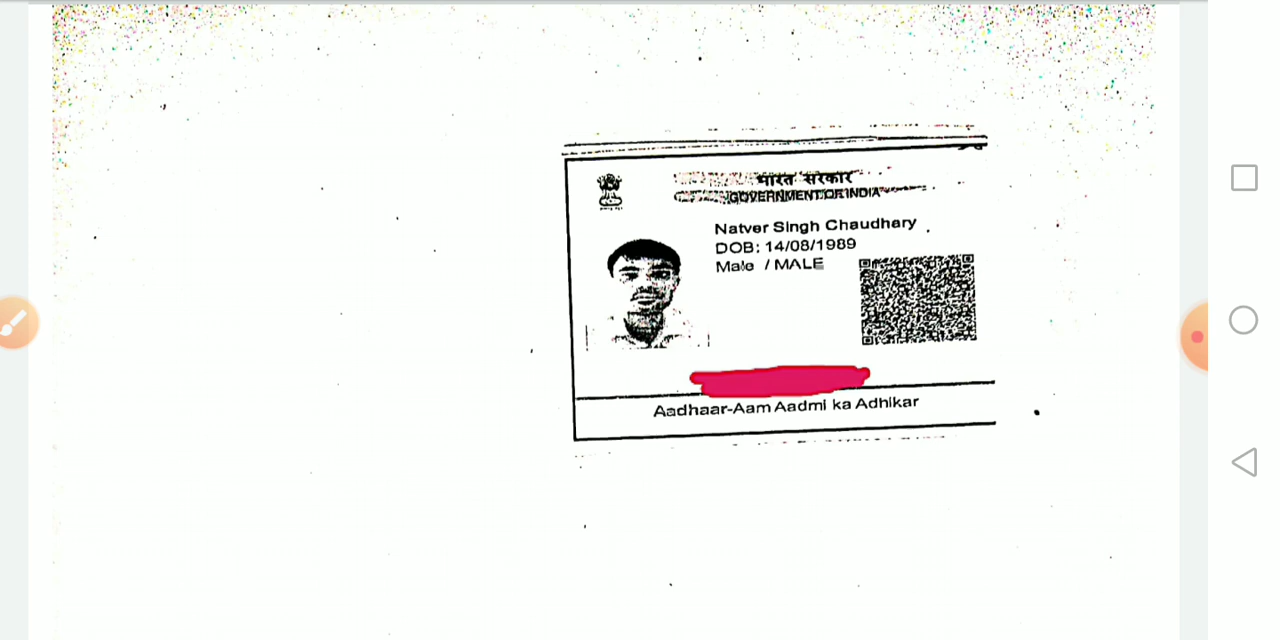 भारत सरकार
GOVERNMENT OF INDIA
Natver Singh Chaudhary
DOB: 14/08/1989
Male / MALE
Aadhaar-Aam Aadmi ka Adhikar